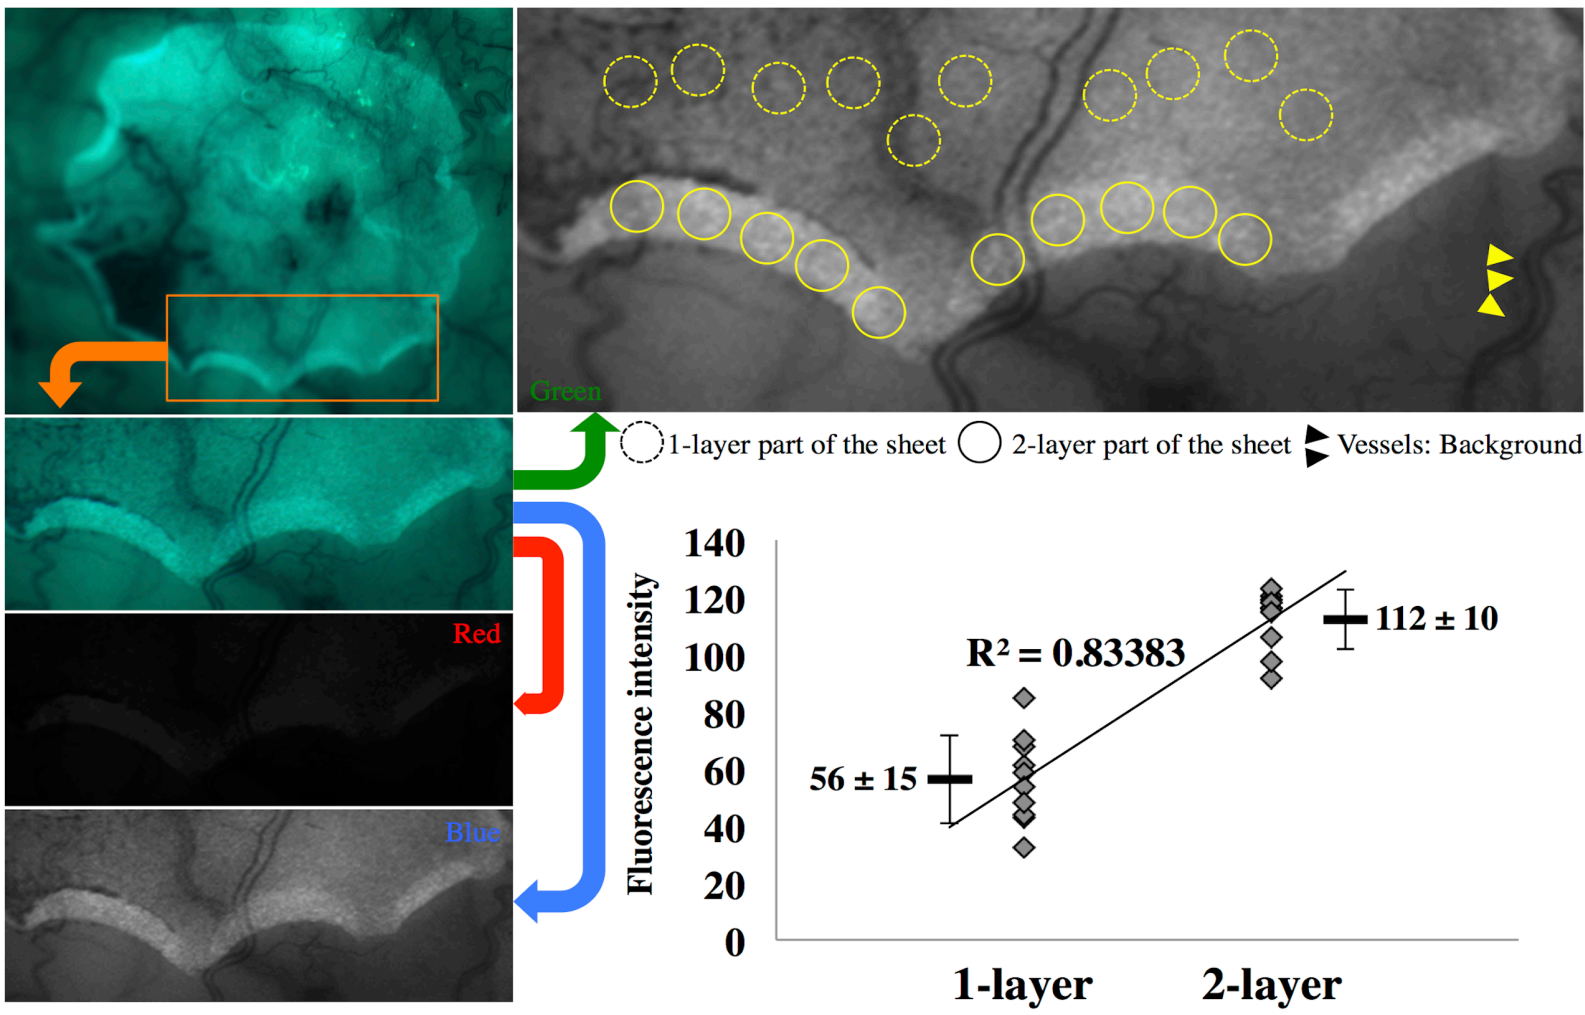 Green
1-layer part of the sheet 2-layer part of the sheet Vessels: Background
Red
Blue
Fluorescence intensity
140
120
100
80
60
40
20
0
R² = 0.83383
112 ± 10
56 ± 15
1-layer 2-layer